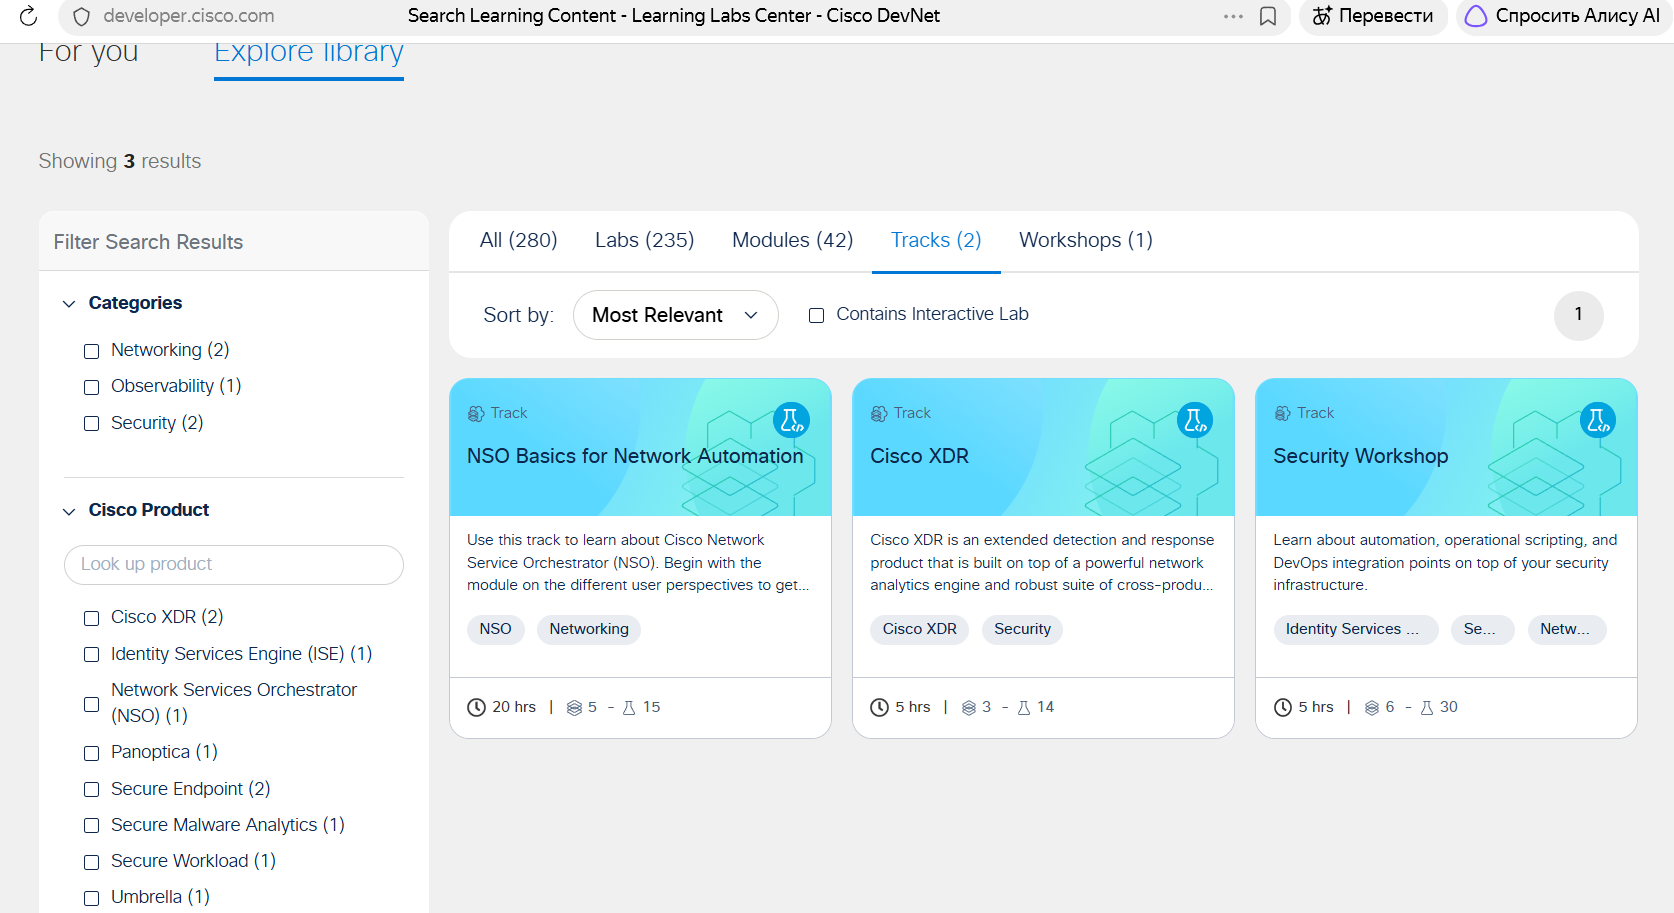 developer.cisco.com
Search Learning Content - Learning Labs Center - Cisco DevNet
Перевести
Спросить Алису AI
For you
Explore library
Showing 3 results
Filter Search Results
Categories
Networking (2)
Observability (1)
Security (2)
Cisco Product
Look up product
Cisco XDR (2)
Identity Services Engine (ISE) (1)
Network Services Orchestrator
(NSO) (1)
Panoptica (1)
Secure Endpoint (2)
Secure Malware Analytics (1)
Secure Workload (1)
Umbrella (1)
All (280)
Labs (235)
Modules (42)
Tracks (2)
Workshops (1)
Sort by:
Most Relevant
Contains Interactive Lab
1
Track
NSO Basics for Network Automation
Use this track to learn about Cisco Network
Service Orchestrator (NSO). Begin with the
module on the different user perspectives to get...
NSO
Networking
20 hrs | 5 - 15
Track
Cisco XDR
Cisco XDR is an extended detection and response
product that is built on top of a powerful network
analytics engine and robust suite of cross-produ...
Cisco XDR
Security
5 hrs | 3 - 14
Track
Security Workshop
Learn about automation, operational scripting, and
DevOps integration points on top of your security
infrastructure.
Identity Services ...
Se...
Netw...
5 hrs | 6 - 30